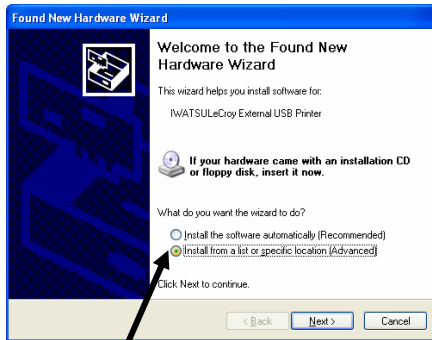 Found New Hardware Wizard
Welcome to the Found New
Hardware Wizard
This wizard helps you install software for:
IWATSULeCroy External USB Printer
If your hardware came with an installation CD
or floppy disk, insert it now.
What do you want the wizard to do?
Install the software automatically (Recommended)
Install from a list or specific location (Advanced)
Click Next to continue.
< Back Next > Cancel